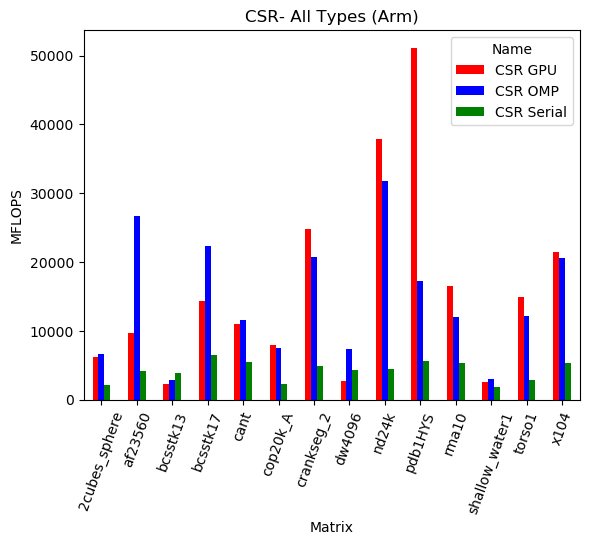 CSR- All Types (Arm)
Name
CSR GPU
CSR OMP
CSR Serial
MFLOPS
50000
40000
30000
20000
10000
0
2cubes_sphere
af23560
bcsstk13
bcsstk17
cant
cop20k_A
crankseg_2
dw4096
nd24k
pdb1HYS
rma10
shallow_water1
torso1
x104
Matrix